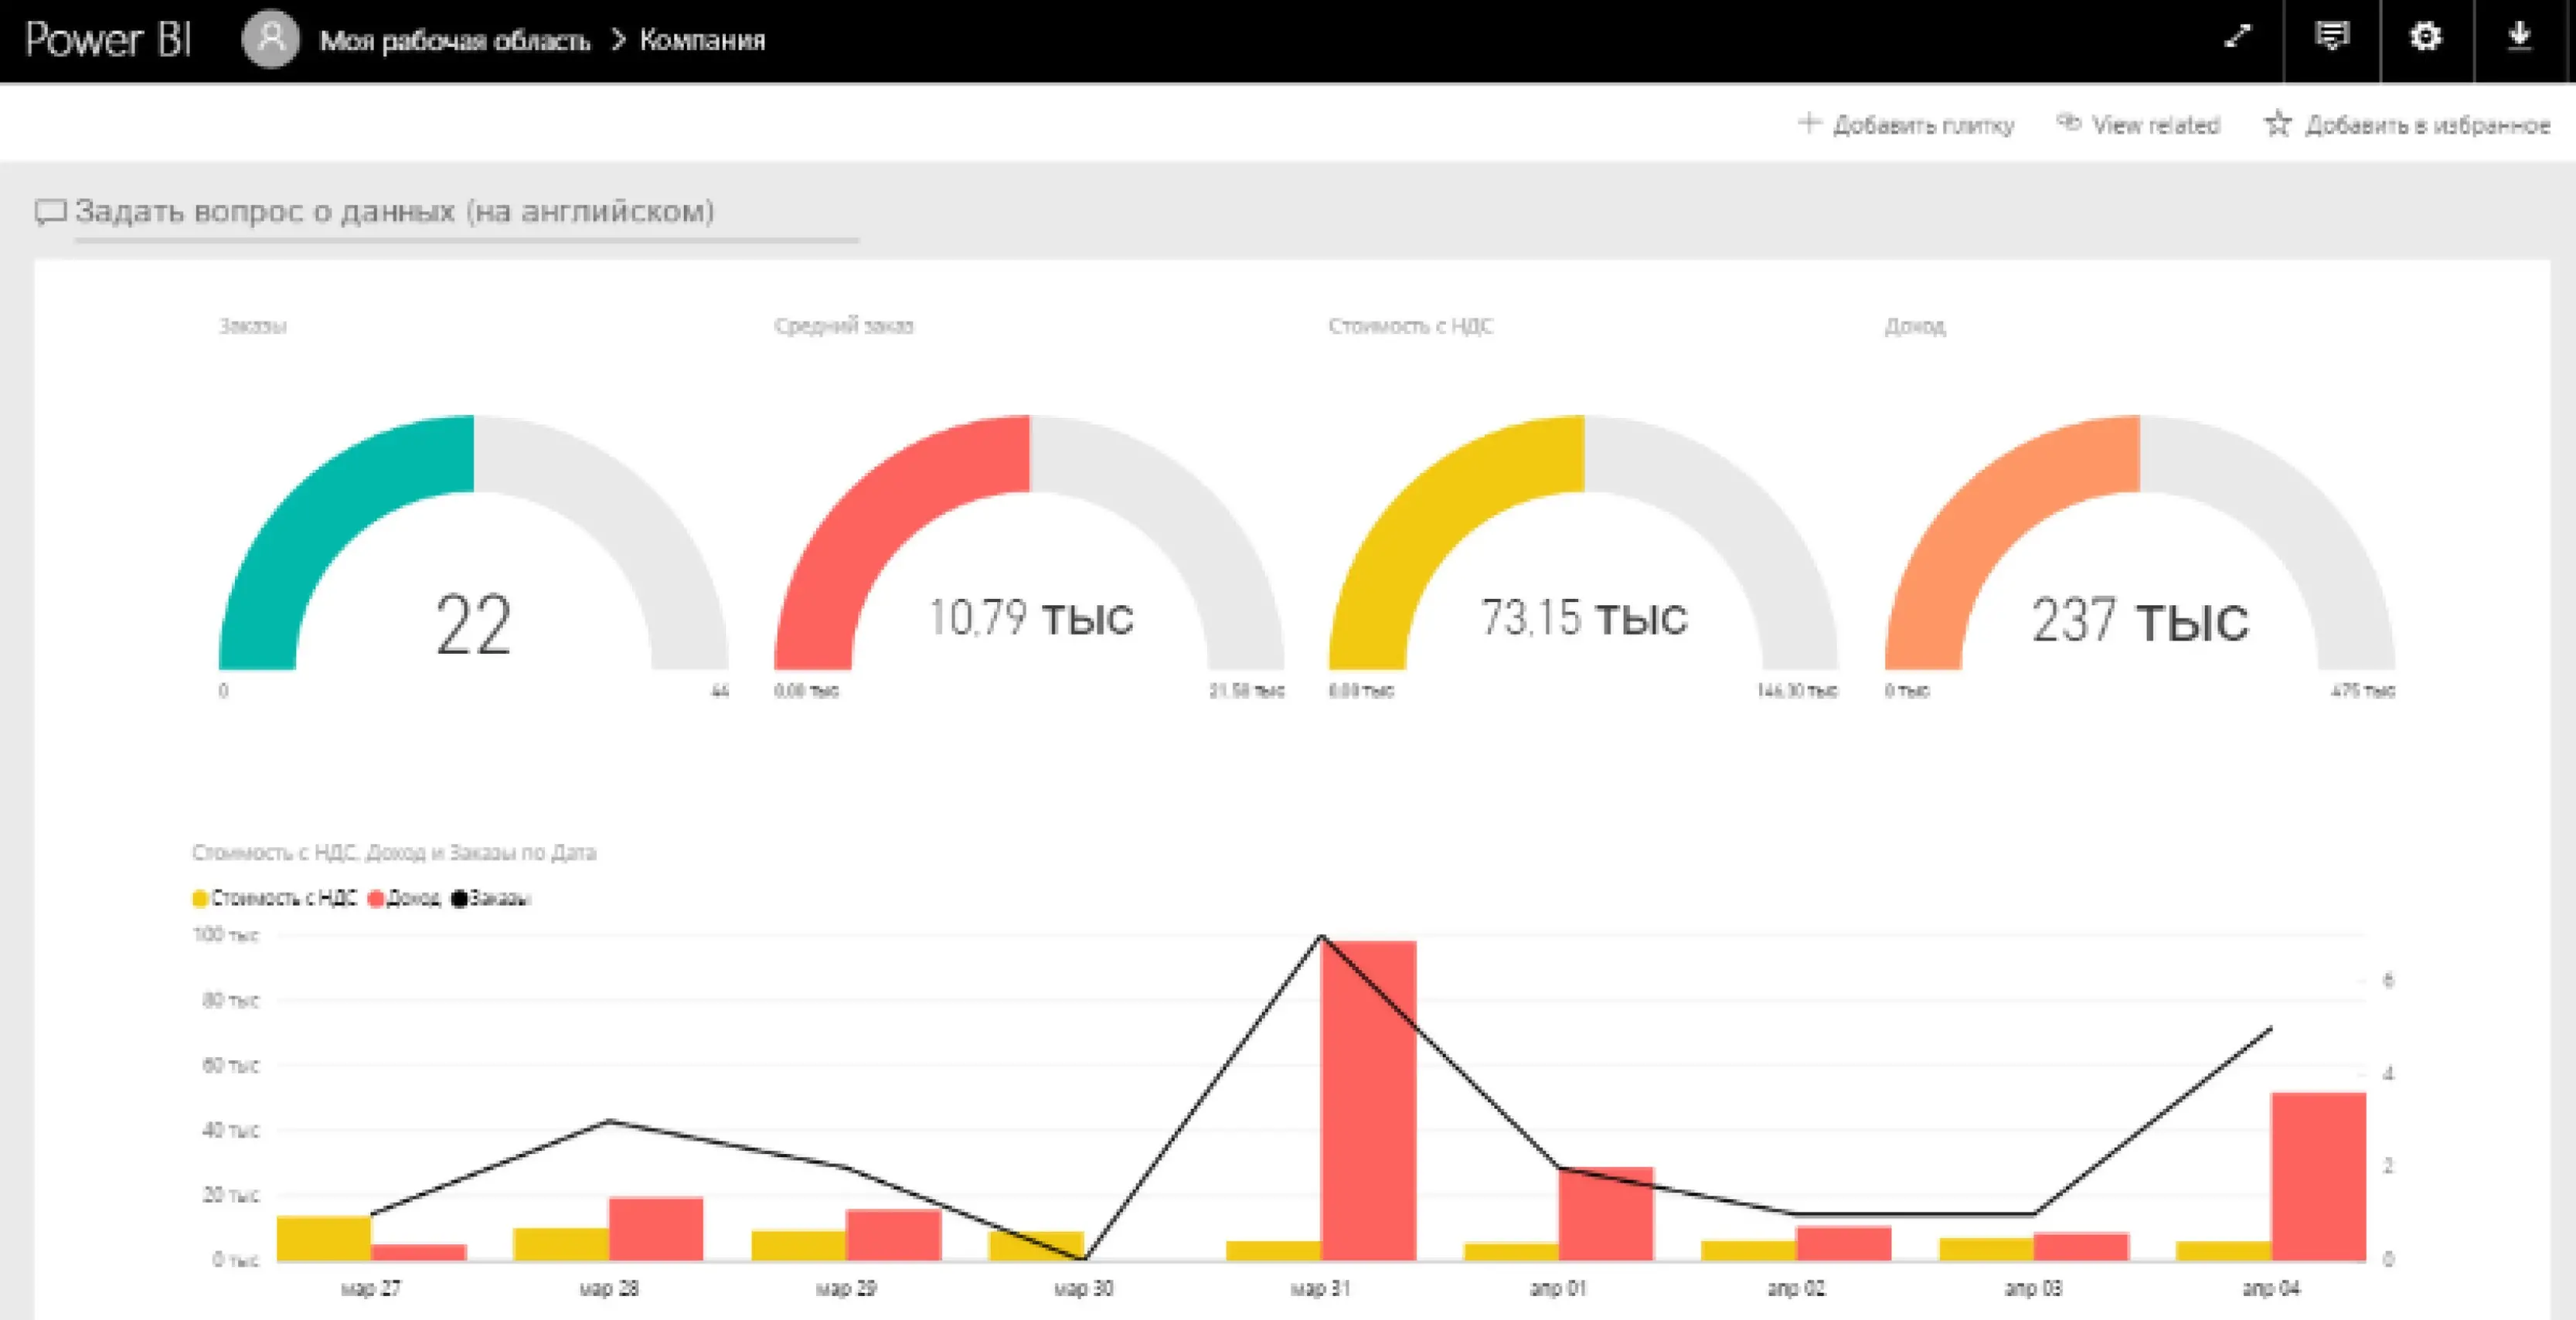 Power BI Моя рабочая область > Компания
+ Добавить плитку View related Добавить в избранное
Задать вопрос о данных (на английском)
Заказы Средний заказ Стоимость с НДС Доход
22 10,79 тыс 73,15 тыс 237 тыс
0 44 0,00 тыс 21,58 тыс 0,00 тыс 146,30 тыс 0 тыс 475 тыс
Стоимость с НДС, Доход и Заказы по Дата
Стоимость с НДС Доход Заказы
100 тыс
80 тыс 6
60 тыс 4
40 тыс
20 тыс 2
0 тыс 0
мар 27 мар 28 мар 29 мар 30 мар 31 апр 01 апр 02 апр 03 апр 04